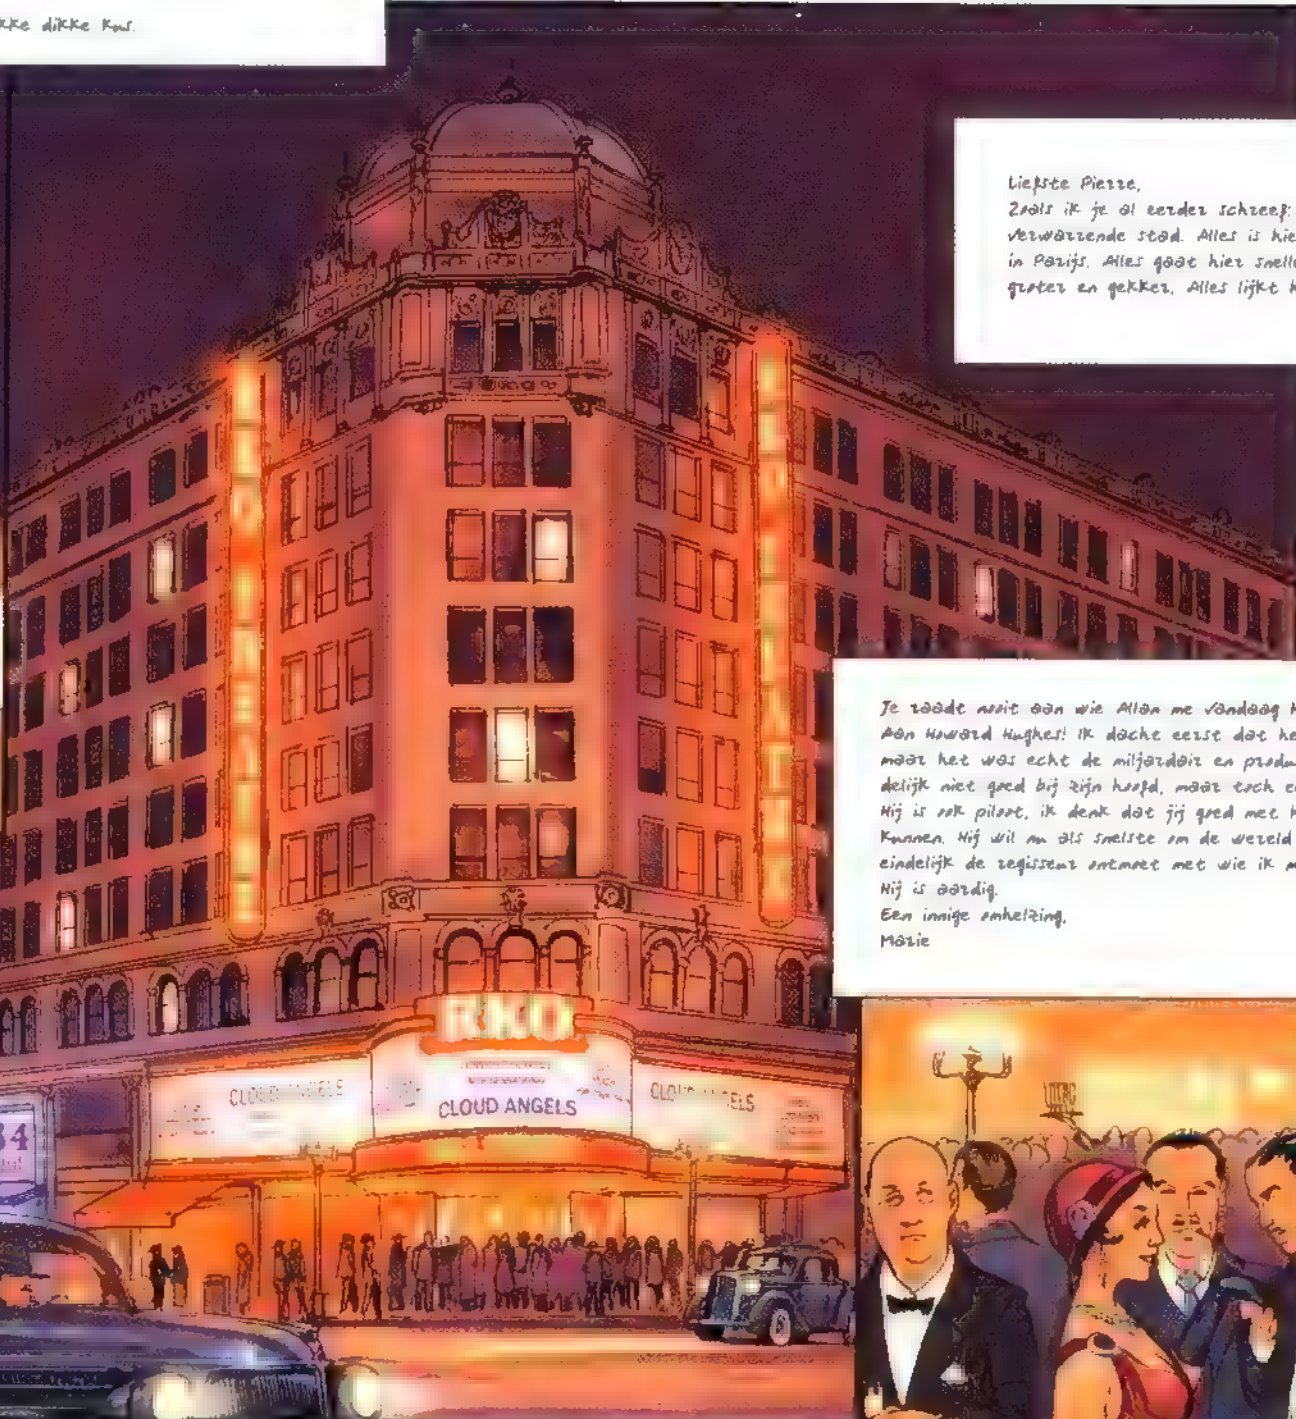 dikke kus.
Liefste Pierre,
Zoals ik je al eerder schreef:
verwarrende stad. Alles is hie
in Parijs. Alles gaat hier snelle
groter en gekker. Alles lijkt h
Je raadt nooit aan wie Allan me vandaag h
Aan Howard Hughes! Ik dacht eerst dat he
maar het was echt de miljardair en produ
delijk niet goed bij zijn hoofd, maar toch e
Hij is ook piloot, ik denk dat jij goed met h
kunnen. Hij wil nu als snelste om de wereld
eindelijk de regisseur ontmoet met wie ik m
Hij is aardig.
Een innige omhelzing,
Marie
RKO
CLOUD ANGELS
CLOUD ANGELS
34